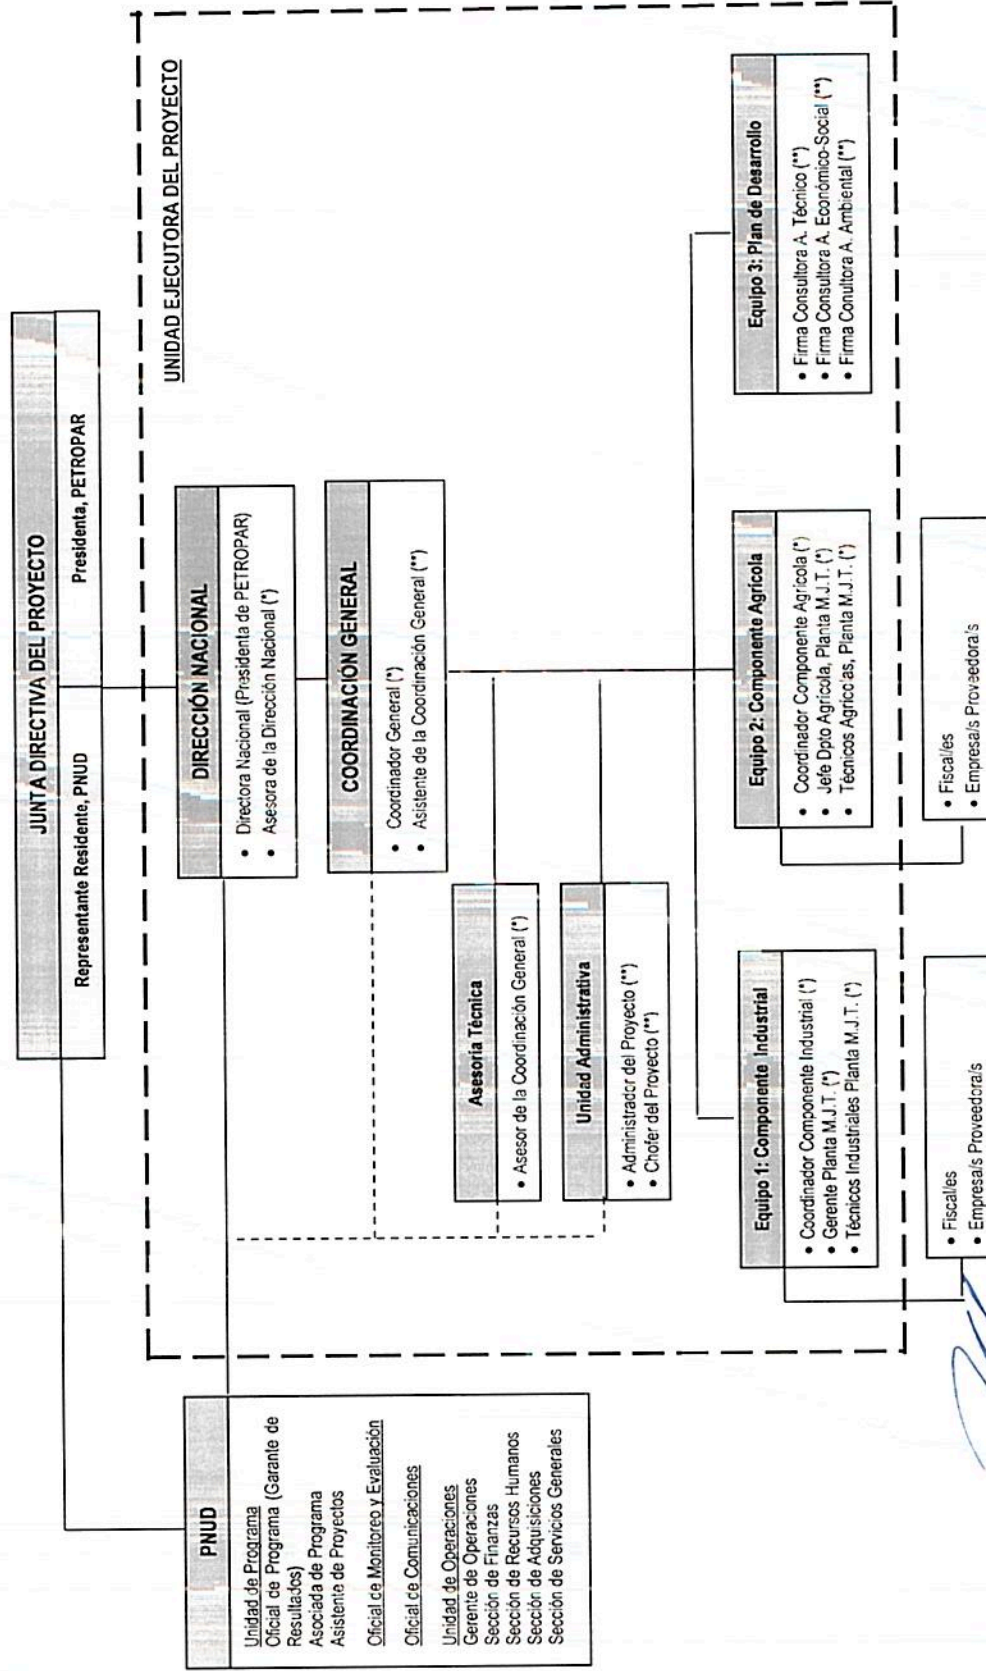 JUNTA DIRECTIVA DEL PROYECTO
Representante Residente, PNUD
Presidenta, PETROPAR
UNIDAD EJECUTORA DEL PROYECTO
PNUD
Unidad de Programa
Oficial de Programa (Garante de
Resultados)
Asociada de Programa
Asistente de Proyectos
Oficial de Monitoreo y Evaluación
Oficial de Comunicaciones
Unidad de Operaciones
Gerente de Operaciones
Sección de Finanzas
Sección de Recursos Humanos
Sección de Adquisiciones
Sección de Servicios Generales
DIRECCIÓN NACIONAL
• Directora Nacional (Presidenta de PETROPAR)
• Asesora de la Dirección Nacional (*)
COORDINACIÓN GENERAL
• Coordinador General (*)
• Asistente de la Coordinación General (**)
Asesoría Técnica
• Asesor de la Coordinación General (*)
Unidad Administrativa
• Administrador del Proyecto (**)
• Chofer del Proyecto (**)
Equipo 1: Componente Industrial
• Coordinador Componente Industrial (*)
• Gerente Planta M.J.T. (*)
• Técnicos Industriales Planta M.J.T. (*)
Equipo 2: Componente Agrícola
• Coordinador Componente Agrícola (*)
• Jefe Dpto Agrícola, Planta M.J.T. (*)
• Técnicos Agrícolas, Planta M.J.T. (*)
Equipo 3: Plan de Desarrollo
• Firma Consultora A. Técnico (**)
• Firma Consultora A. Económico-Social (**)
• Firma Conultora A. Ambiental (**)
• Fiscal/es
• Empresa/s Proveedora/s
• Fiscal/es
• Empresa/s Proveedora/s